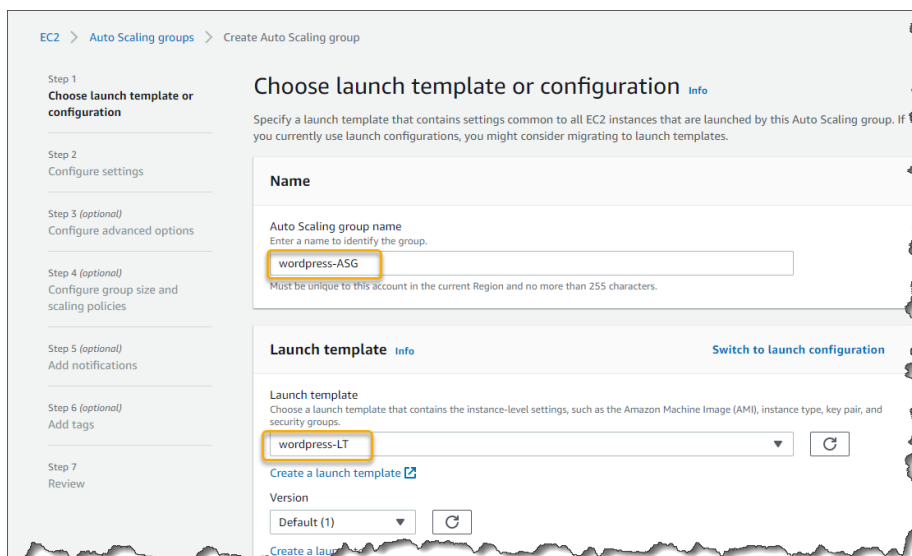 EC2 > Auto Scaling groups > Create Auto Scaling group
Step 1
Choose launch template or
configuration
Step 2
Configure settings
Step 3 (optional)
Configure advanced options
Step 4 (optional)
Configure group size and
scaling policies
Step 5 (optional)
Add notifications
Step 6 (optional)
Add tags
Step 7
Review
Choose launch template or configuration Info
Specify a launch template that contains settings common to all EC2 instances that are launched by this Auto Scaling group. If
you currently use launch configurations, you might consider migrating to launch templates.
Name
Auto Scaling group name
Enter a name to identify the group.
wordpress-ASG
Must be unique to this account in the current Region and no more than 255 characters.
Launch template Info
Switch to launch configuration
Launch template
Choose a launch template that contains the instance-level settings, such as the Amazon Machine Image (AMI), instance type, key pair, and
security groups.
wordpress-LT
Create a launch template
Version
Default (1)
Create a